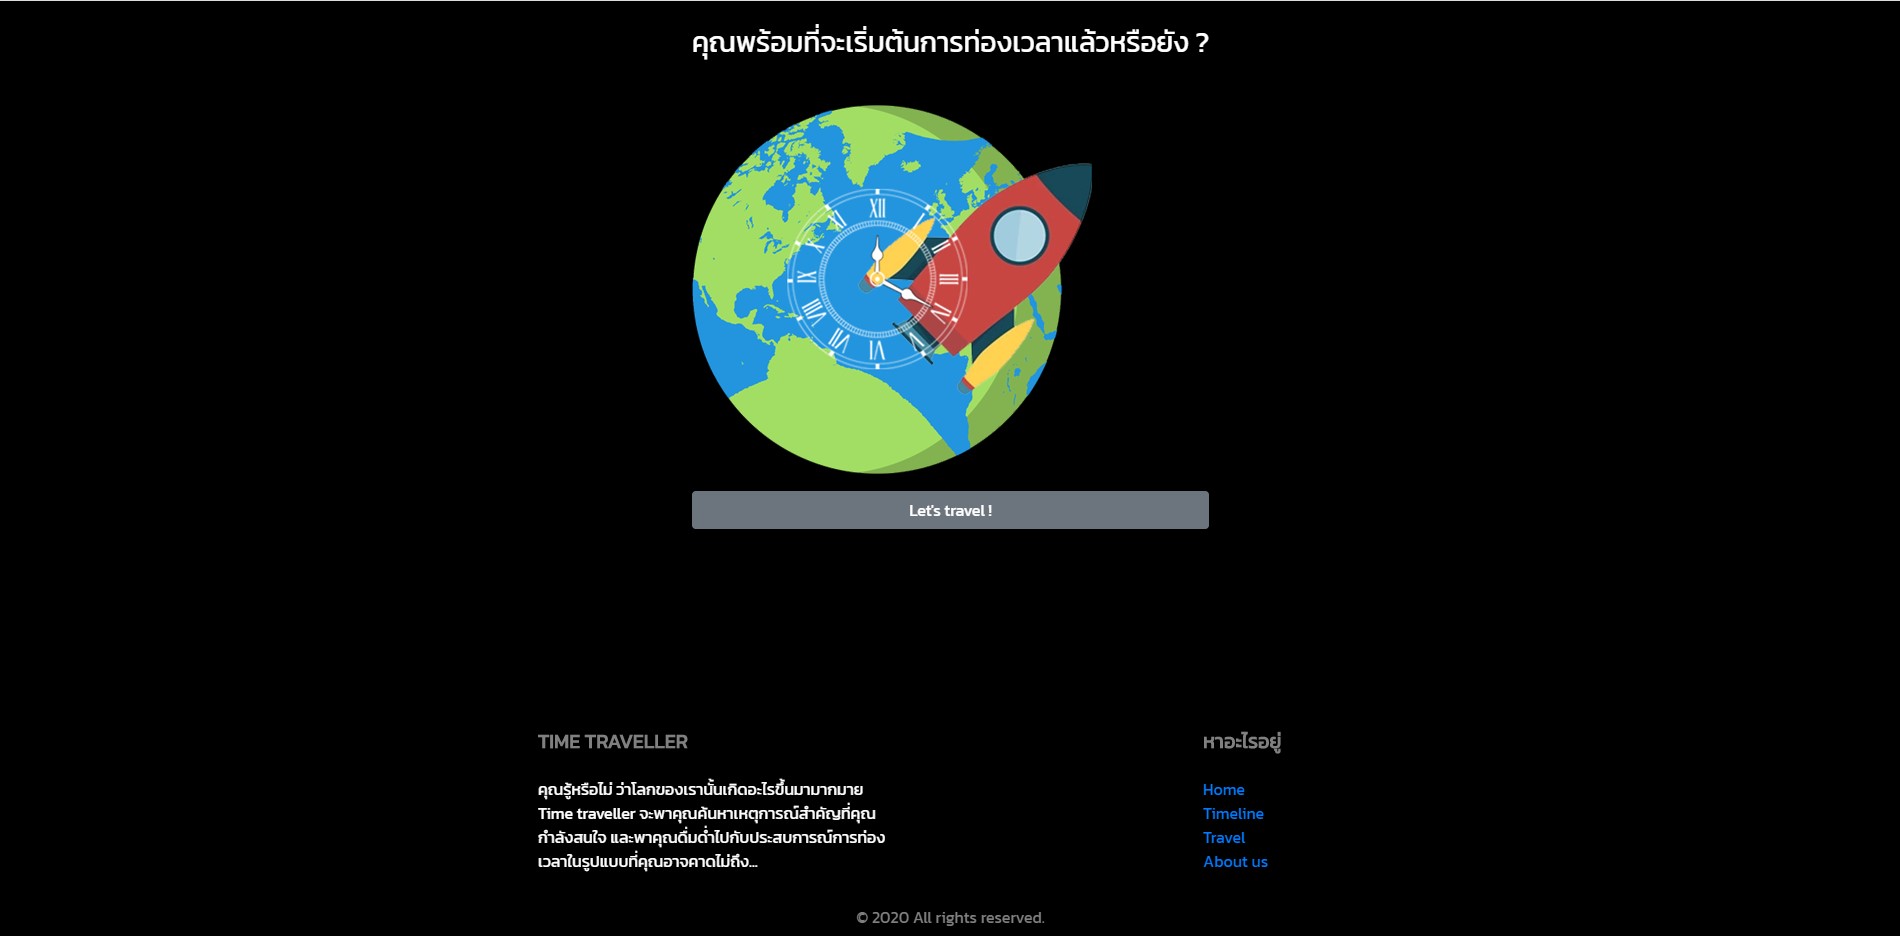 คุณพร้อมที่จะเริ่มต้นการท่องเวลาแล้วหรือยัง ?
XII
I
II
III
IV
V
VI
VII
VIII
IX
X
XI
Let's travel !
TIME TRAVELLER
คุณรู้หรือไม่ ว่าโลกของเรานั้นเกิดอะไรขึ้นมามากมาย
Time traveller จะพาคุณค้นหาเหตุการณ์สำคัญที่คุณ
กำลังสนใจ และพาคุณดื่มด่ำไปกับประสบการณ์การท่อง
เวลาในรูปแบบที่คุณอาจคาดไม่ถึง...
หาอะไรอยู่
Home
Timeline
Travel
About us
© 2020 All rights reserved.